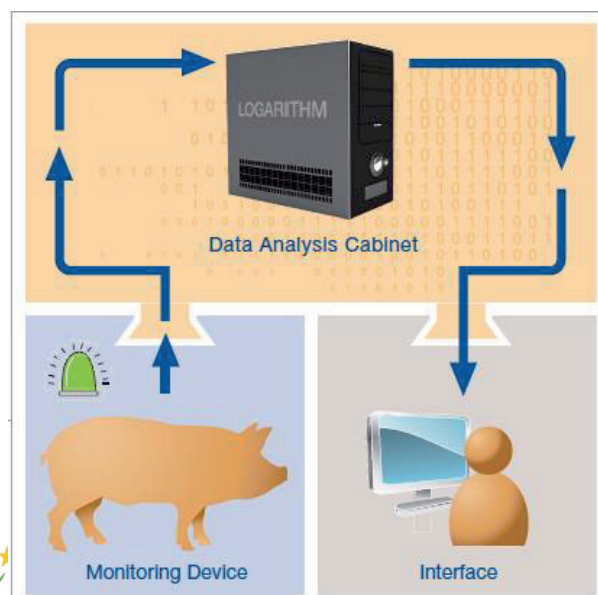 LOGARITHM
Data Analysis Cabinet
Monitoring Device
Interface